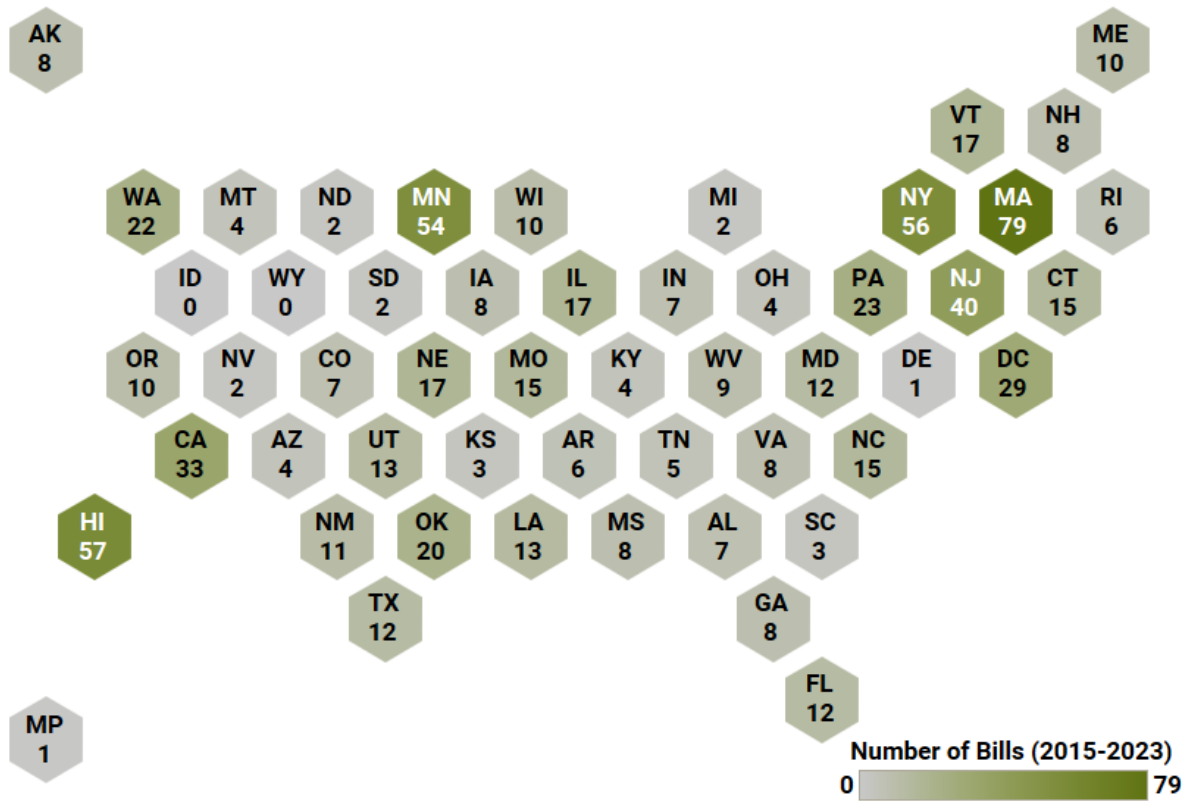 AK
8
ME
10
VT
17
NH
8
WA
22
MT
4
ND
2
MN
54
WI
10
MI
2
NY
56
MA
79
RI
6
ID
0
WY
0
SD
2
IA
8
IL
17
IN
7
OH
4
PA
23
NJ
40
CT
15
OR
10
NV
2
CO
7
NE
17
MO
15
KY
4
WV
9
MD
12
DE
1
DC
29
CA
33
AZ
4
UT
13
KS
3
AR
6
TN
5
VA
8
NC
15
HI
57
NM
11
OK
20
LA
13
MS
8
AL
7
SC
3
TX
12
GA
8
FL
12
MP
1
Number of Bills (2015-2023)
0 79